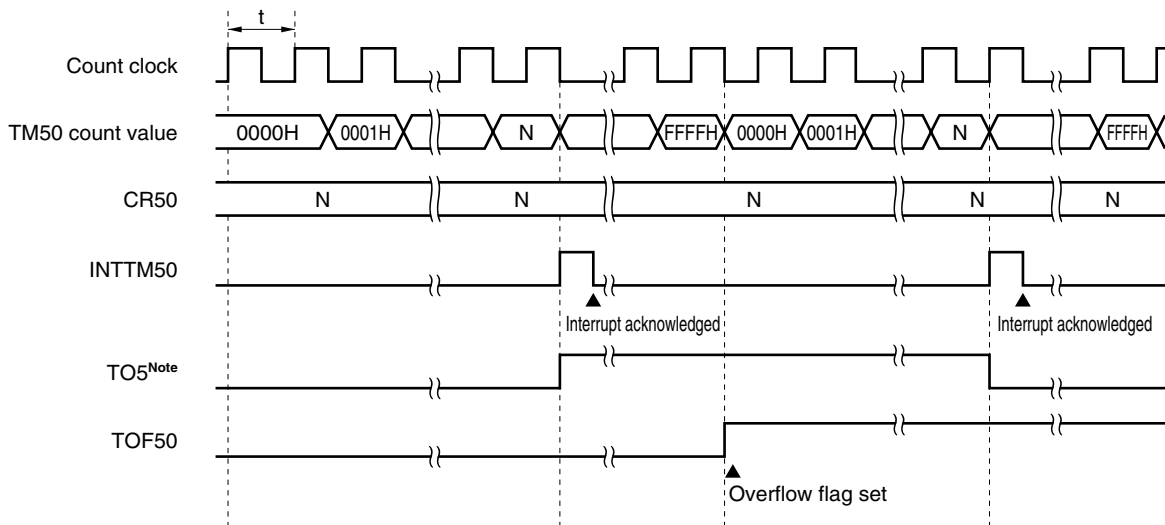 t
Count clock
TM50 count value 0000H 0001H N FFFFH 0000H 0001H N FFFFH
CR50 N N N N N
INTTM50
Interrupt acknowledged Interrupt acknowledged
TO5Note
TOF50
Overflow flag set